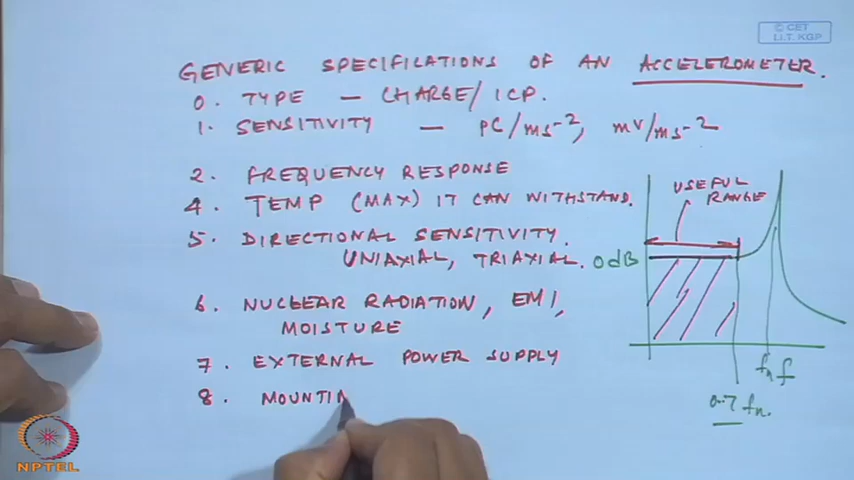 © CET
I.I.T. KGP
GENERIC SPECIFICATIONS OF AN ACCELEROMETER.
0. TYPE — CHARGE/ICP.
1. SENSITIVITY — PC/ms-2, mV/ms-2
2. FREQUENCY RESPONSE
4. TEMP (MAX) IT CAN WITHSTAND.
5. DIRECTIONAL SENSITIVITY.
UNIAXIAL, TRIAXIAL.
6. NUCLEAR RADIATION, EMI,
MOISTURE
7. EXTERNAL POWER SUPPLY
8. MOUNTIN
USEFUL
RANGE
0dB
fn f
0.7 fn.
NPTEL